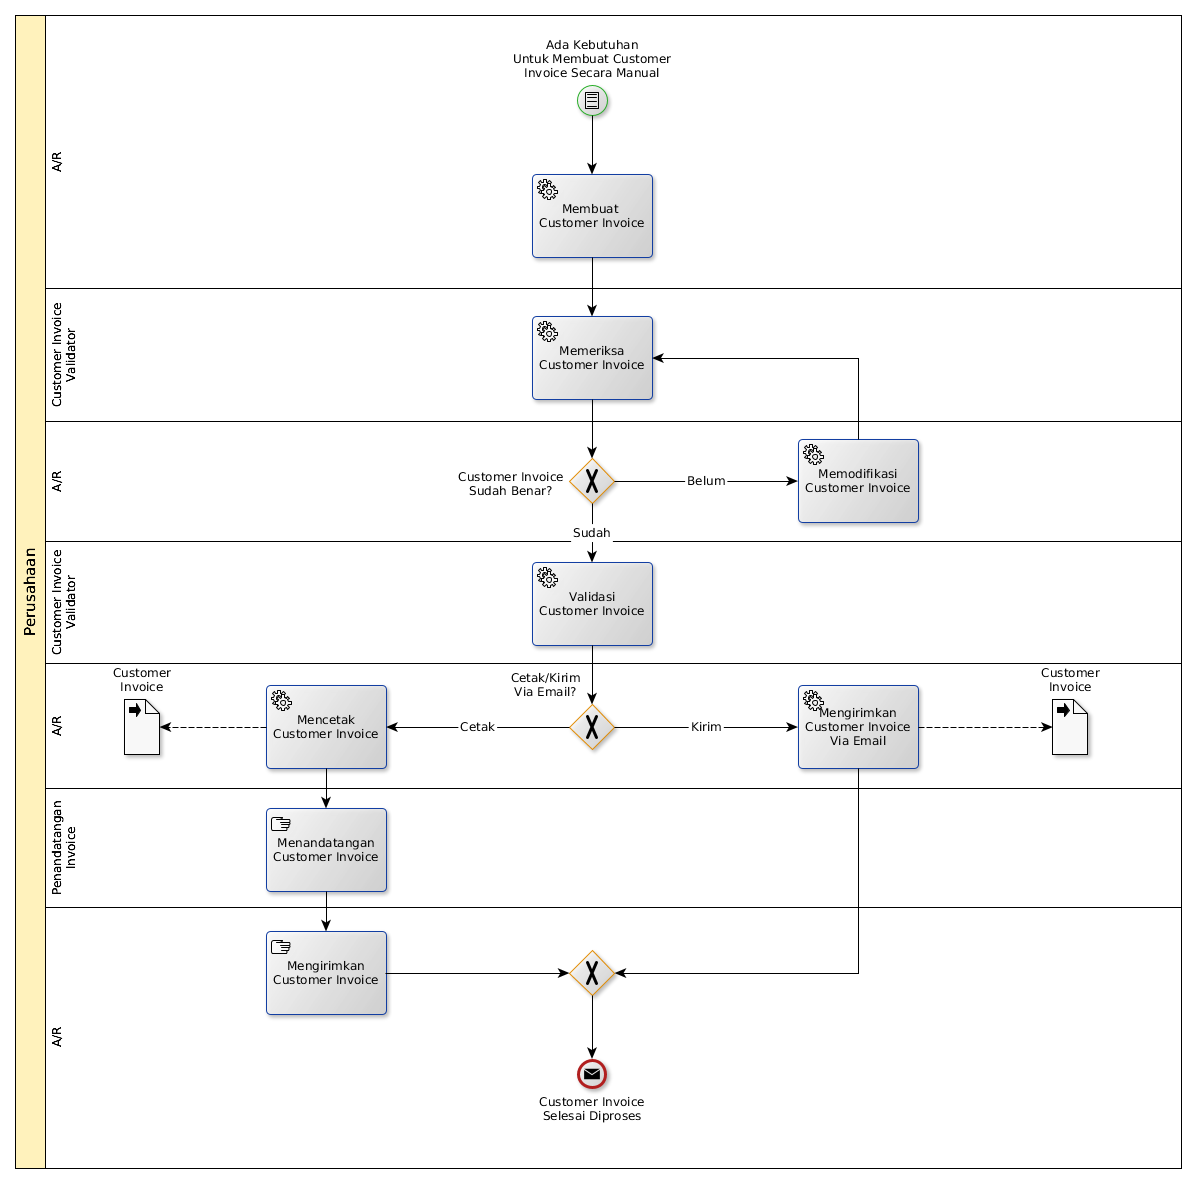 Perusahaan
A/R
Ada Kebutuhan
Untuk Membuat Customer
Invoice Secara Manual
Membuat
Customer Invoice
Customer Invoice
Validator
Memeriksa
Customer Invoice
A/R
Customer Invoice
Sudah Benar?
Belum
Memodifikasi
Customer Invoice
Sudah
Customer Invoice
Validator
Validasi
Customer Invoice
A/R
Customer
Invoice
Mencetak
Customer Invoice
Cetak
Cetak/Kirim
Via Email?
Kirim
Mengirimkan
Customer Invoice
Via Email
Customer
Invoice
Penandatangan
Invoice
Menandatangan
Customer Invoice
A/R
Mengirimkan
Customer Invoice
Customer Invoice
Selesai Diproses